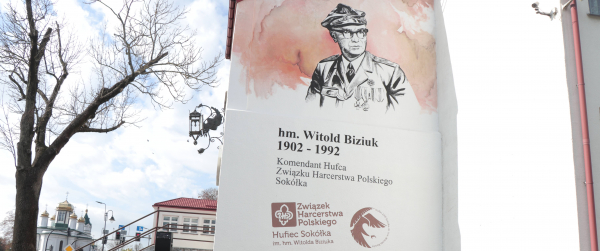 hm. Witold Biziuk
1902 - 1992
Komendant Hufca
Związku Harcerstwa Polskiego
Sokółka
Związek
Harcerstwa
Polskiego
Hufiec Sokółka
im. hm. Witolda Biziuka